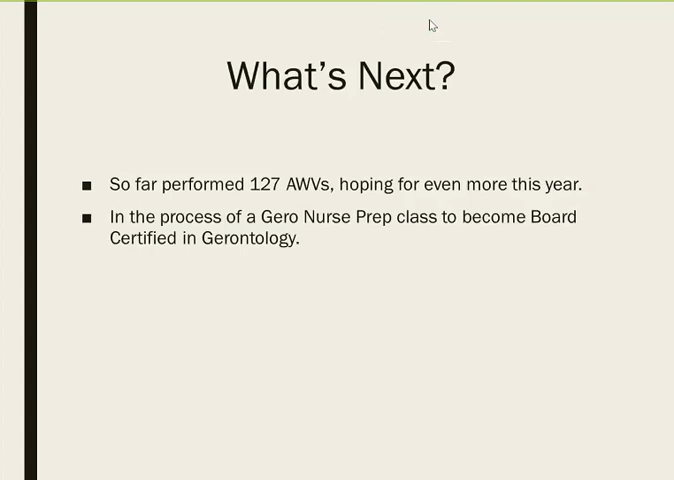 What’s Next?
■ So far performed 127 AWVs, hoping for even more this year.
■ In the process of a Gero Nurse Prep class to become Board
Certified in Gerontology.